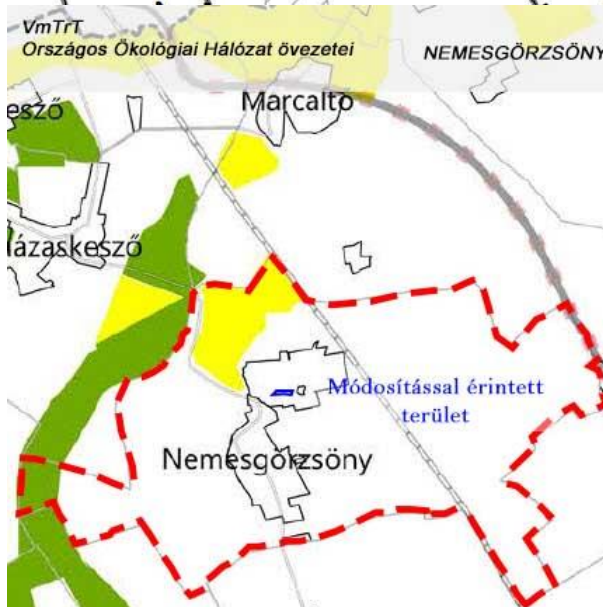 VmTrT
Országos Ökológiai Hálózat övezetei
NEMESGÖRZSÖNY
Marcaltő
Módosítással érintett
terület
Nemesgörzsöny